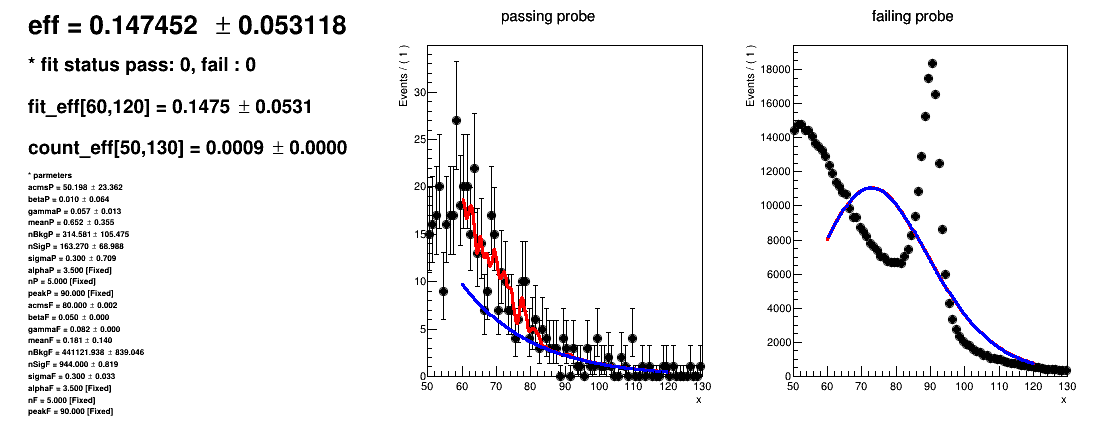 eff = 0.147452 ± 0.053118
* fit status pass: 0, fail : 0
fit_eff[60,120] = 0.1475 ± 0.0531
count_eff[50,130] = 0.0009 ± 0.0000
* parmeters
acmsP = 50.198 ± 23.362
betaP = 0.010 ± 0.064
gammaP = 0.057 ± 0.013
meanP = 0.652 ± 0.355
nBkgP = 314.581 ± 105.475
nSigP = 163.270 ± 68.988
sigmaP = 0.300 ± 0.709
alphaP = 3.500 [Fixed]
nP = 5.000 [Fixed]
peakP = 90.000 [Fixed]
acmsF = 80.000 ± 0.002
betaF = 0.050 ± 0.000
gammaF = 0.082 ± 0.000
meanF = 0.181 ± 0.140
nBkgF = 441121.938 ± 839.046
nSigF = 944.000 ± 0.819
sigmaF = 0.300 ± 0.033
alphaF = 3.500 [Fixed]
nF = 5.000 [Fixed]
peakF = 90.000 [Fixed]
passing probe
Events / ( 1 )
30
25
20
15
10
5
0
50 60 70 80 90 100 110 120 130
x
failing probe
Events / ( 1 )
18000
16000
14000
12000
10000
8000
6000
4000
2000
0
50 60 70 80 90 100 110 120 130
x